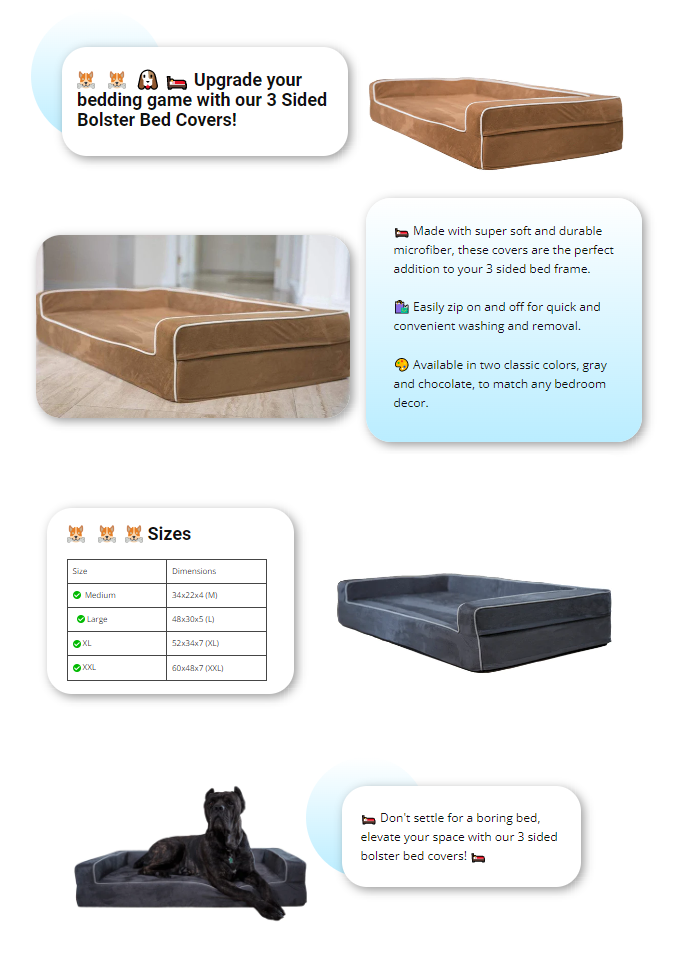 Upgrade your
bedding game with our 3 Sided
Bolster Bed Covers!
Made with super soft and durable
microfiber, these covers are the perfect
addition to your 3 sided bed frame.
Easily zip on and off for quick and
convenient washing and removal.
Available in two classic colors, gray
and chocolate, to match any bedroom
decor.
Sizes
Size Dimensions
Medium 34x22x4 (M)
Large 48x30x5 (L)
XL 52x34x7 (XL)
XXL 60x48x7 (XXL)
Don't settle for a boring bed,
elevate your space with our 3 sided
bolster bed covers!